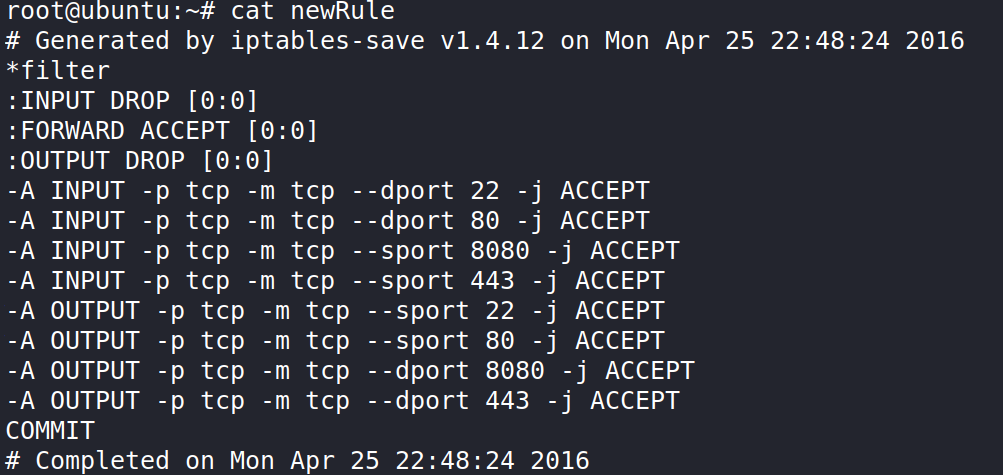 root@ubuntu:~# cat newRule
# Generated by iptables-save v1.4.12 on Mon Apr 25 22:48:24 2016
*filter
:INPUT DROP [0:0]
:FORWARD ACCEPT [0:0]
:OUTPUT DROP [0:0]
-A INPUT -p tcp -m tcp --dport 22 -j ACCEPT
-A INPUT -p tcp -m tcp --dport 80 -j ACCEPT
-A INPUT -p tcp -m tcp --sport 8080 -j ACCEPT
-A INPUT -p tcp -m tcp --sport 443 -j ACCEPT
-A OUTPUT -p tcp -m tcp --sport 22 -j ACCEPT
-A OUTPUT -p tcp -m tcp --sport 80 -j ACCEPT
-A OUTPUT -p tcp -m tcp --dport 8080 -j ACCEPT
-A OUTPUT -p tcp -m tcp --dport 443 -j ACCEPT
COMMIT
# Completed on Mon Apr 25 22:48:24 2016